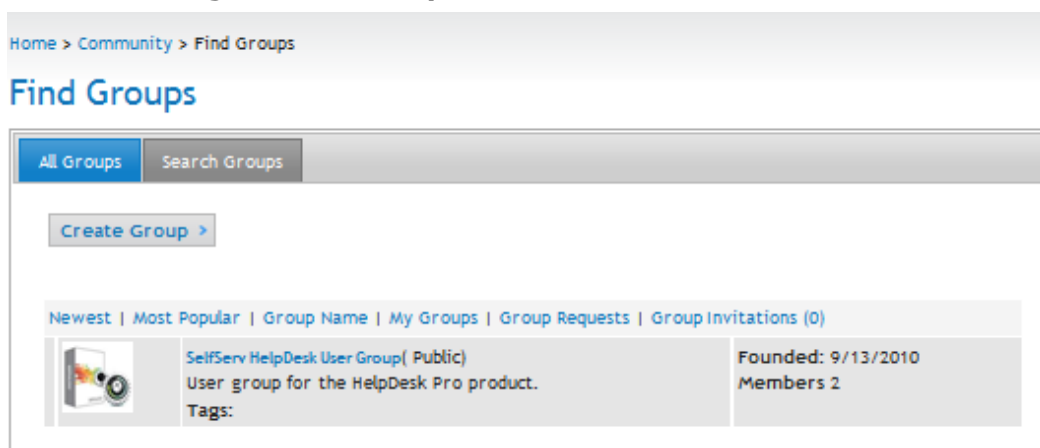 Home > Community > Find Groups
Find Groups
All Groups Search Groups
Create Group >
Newest | Most Popular | Group Name | My Groups | Group Requests | Group Invitations (0)
SelfServ HelpDesk User Group( Public) Founded: 9/13/2010
User group for the HelpDesk Pro product. Members 2
Tags: